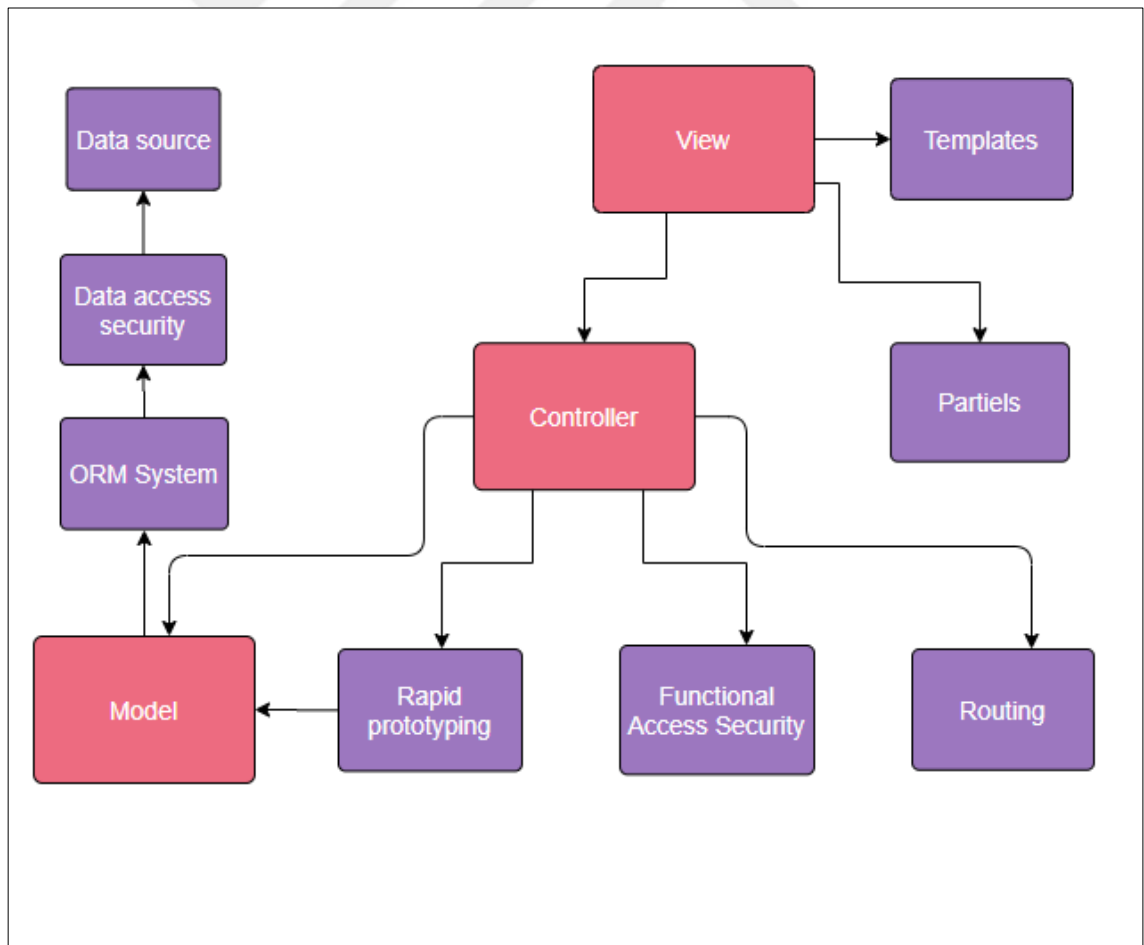 Data source
View
Templates
Data access
security
Controller
Partiels
ORM System
Model
Rapid
prototyping
Functional
Access Security
Routing